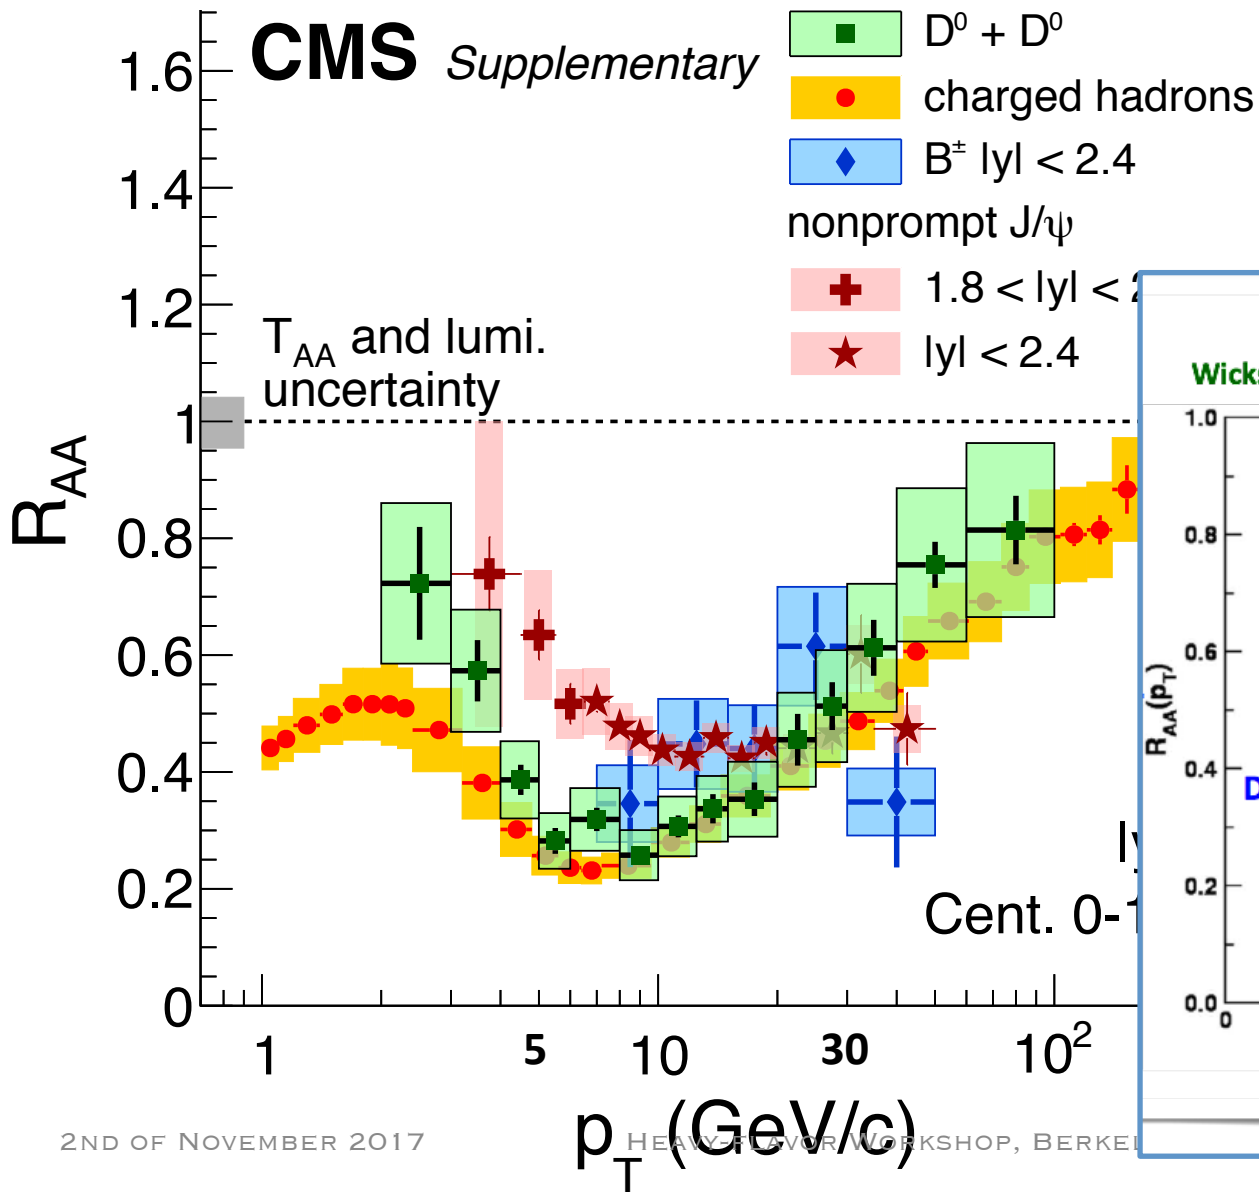 CMS Supplementary
D⁰ + D⁰
charged hadrons
B± |y| < 2.4
nonprompt J/ψ
1.8 < |y| <
|y| < 2.4
T_AA and lumi.
uncertainty
R_AA
1.6
1.4
1.2
1
0.8
0.6
0.4
0.2
0
Cent. 0-
1
5
10
30
10²
p_T (GeV/c)
Wicks
1.0
0.8
0.6
0.4
0.2
0.0
0
R_AA(p_T)
D
2ND OF NOVEMBER 2017
HEAVY-FLAVOR WORKSHOP, BERKEL